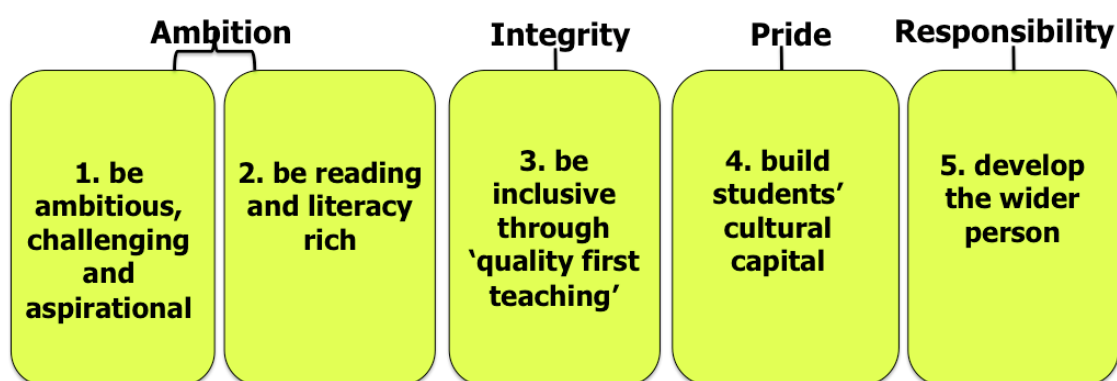 Ambition
Integrity
Pride
Responsibility
1. be
ambitious,
challenging
and
aspirational
2. be reading
and literacy
rich
3. be
inclusive
through
‘quality first
teaching’
4. build
students’
cultural
capital
5. develop
the wider
person